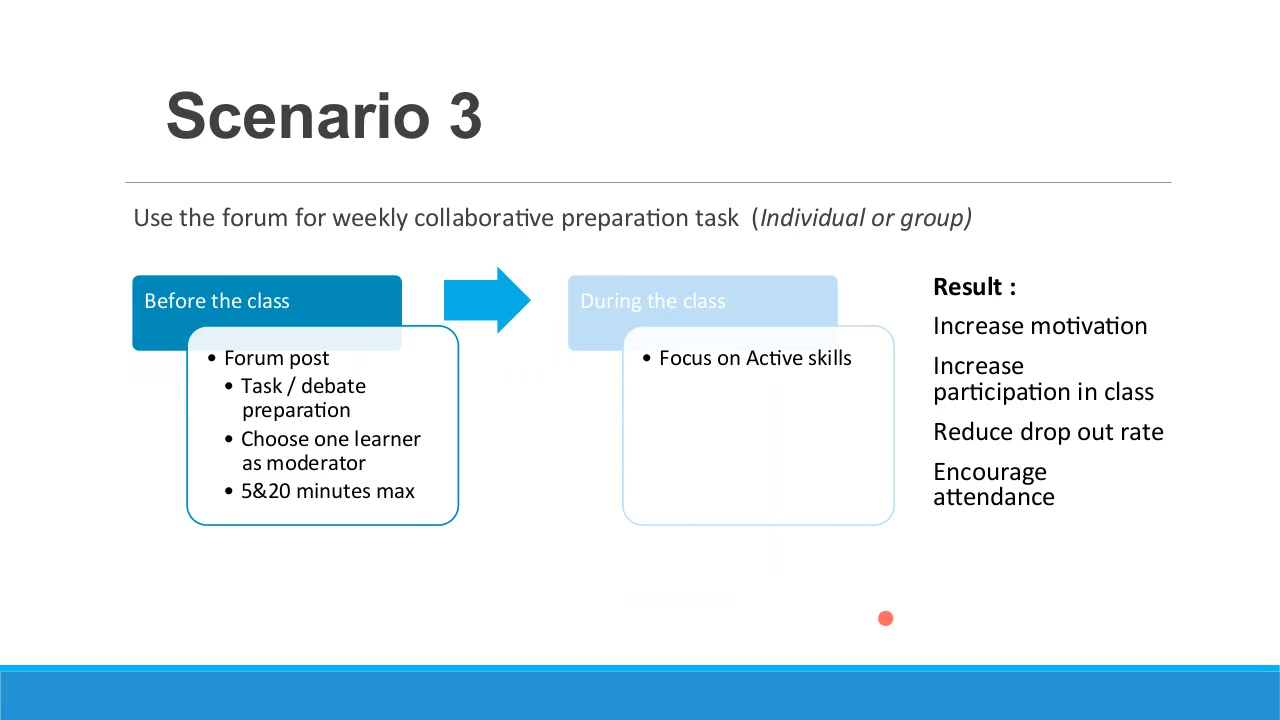 Scenario 3
Use the forum for weekly collaborative preparation task (Individual or group)
Before the class
• Forum post
• Task / debate
preparation
• Choose one learner
as moderator
• 5&20 minutes max
During the class
• Focus on Active skills
Result :
Increase motivation
Increase
participation in class
Reduce drop out rate
Encourage
attendance